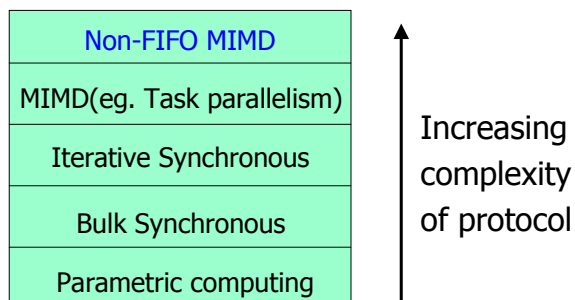 Non-FIFO MIMD
MIMD(eg. Task parallelism)
Iterative Synchronous
Bulk Synchronous
Parametric computing
Increasing
complexity
of protocol